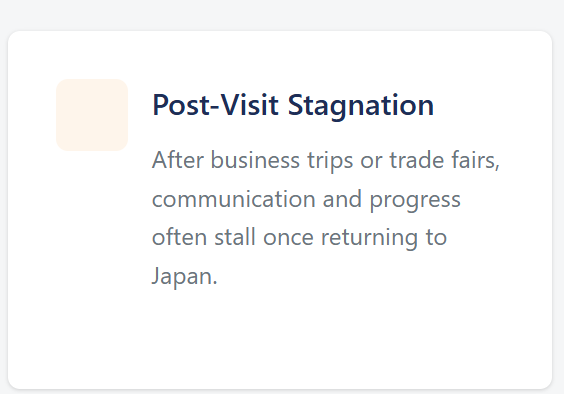 Post-Visit Stagnation
After business trips or trade fairs,
communication and progress
often stall once returning to
Japan.